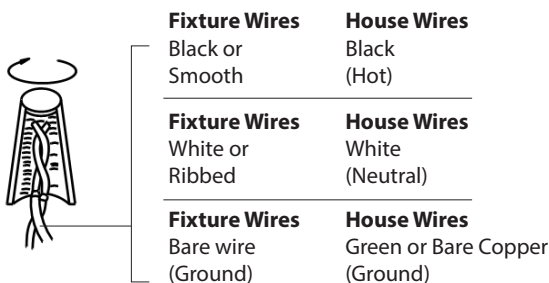 Fixture Wires House Wires
Black or Black
Smooth (Hot)
Fixture Wires House Wires
White or White
Ribbed (Neutral)
Fixture Wires House Wires
Bare wire Green or Bare Copper
(Ground) (Ground)